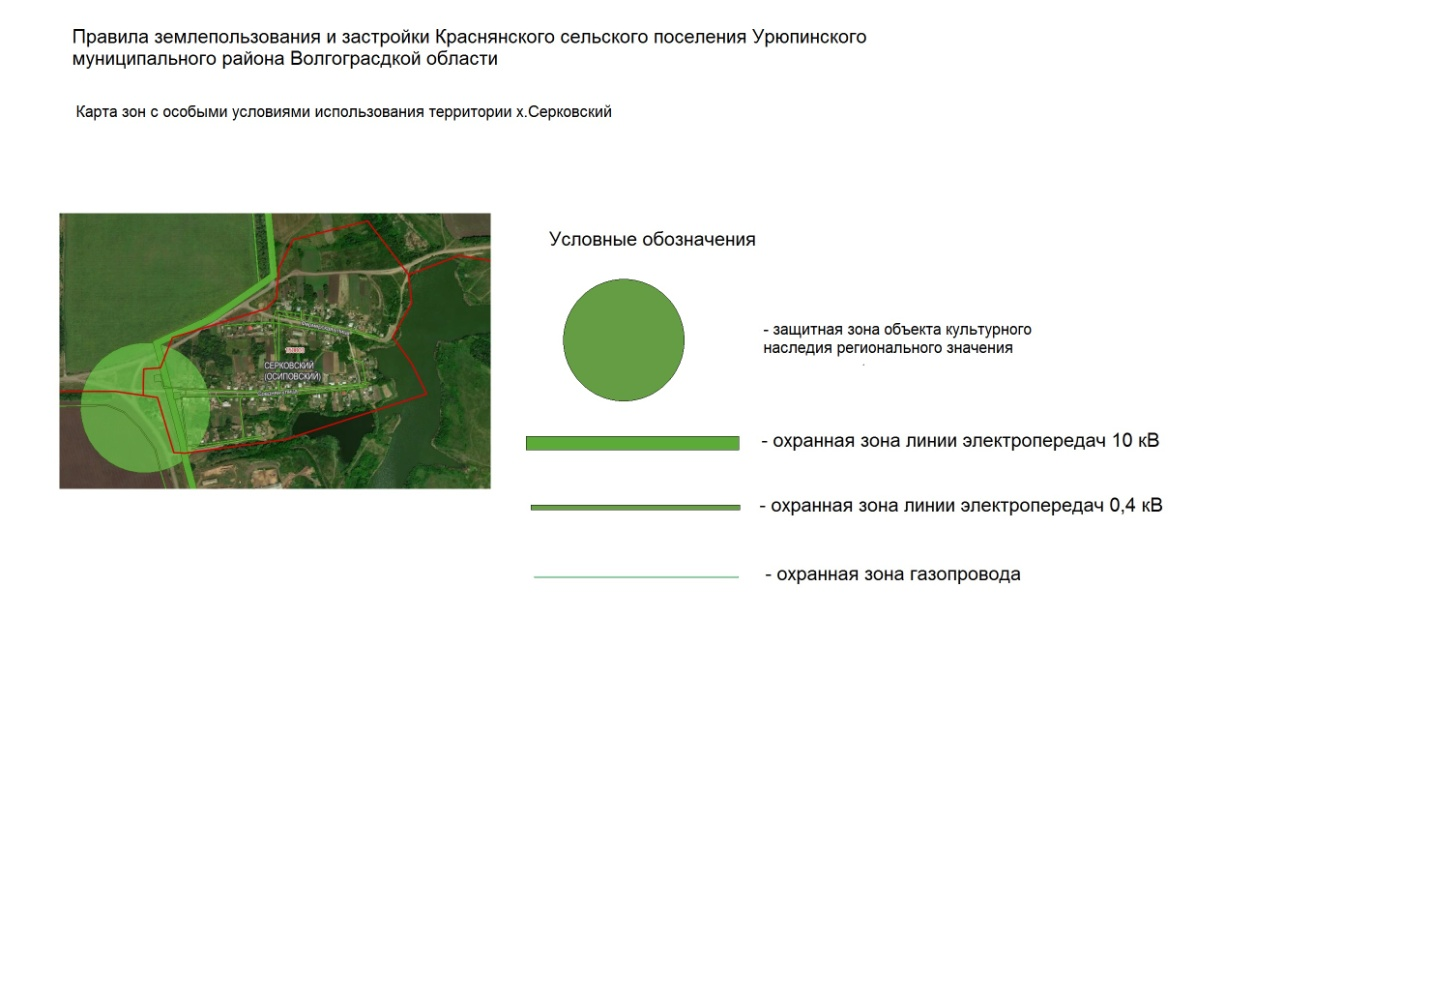 Правила землепользования и застройки Краснянского сельского поселения Урюпинского
муниципального района Волгограсдкой области
Карта зон с особыми условиями использования территории х.Серковский
СЕРКОВСКИЙ
(ОСИПОВСКИЙ)
Условные обозначения
- защитная зона объекта культурного
наследия регионального значения
- охранная зона линии электропередач 10 кВ
- охранная зона линии электропередач 0,4 кВ
- охранная зона газопровода